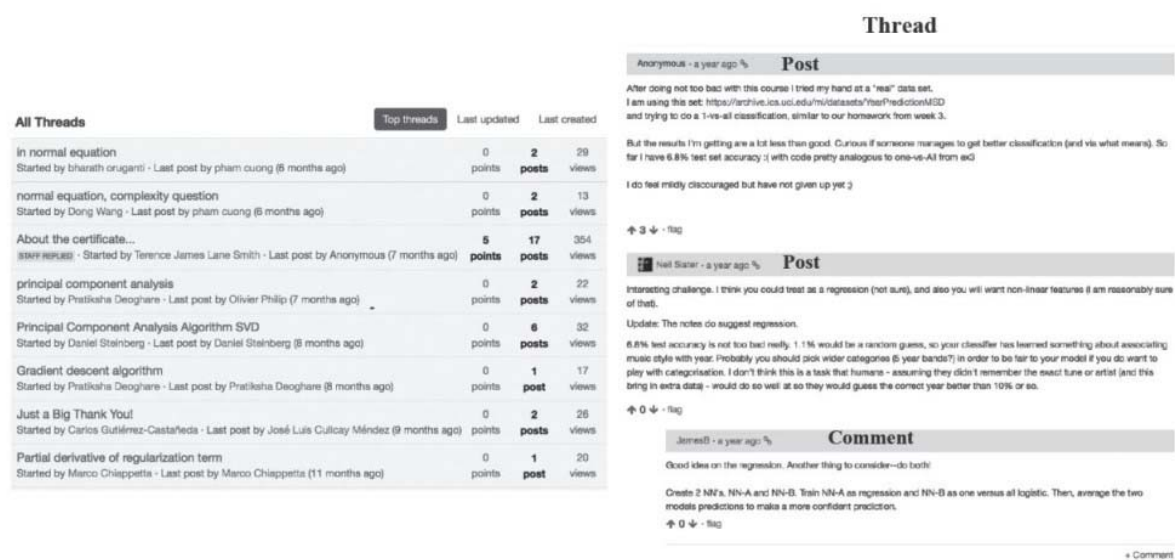 All Threads
Top threads Last updated Last created
in normal equation 0 2 29
Started by bharath oruganti · Last post by pham cuong (6 months ago) points posts views
normal equation, complexity question 0 2 13
Started by Dong Wang · Last post by pham cuong (6 months ago) points posts views
About the certificate... 5 17 354
STAFF REPLIED · Started by Terence James Lane Smith · Last post by Anonymous (7 months ago) points posts views
principal component analysis 0 2 22
Started by Pratiksha Deoghare · Last post by Olivier Philip (7 months ago) points posts views
Principal Component Analysis Algorithm SVD 0 6 32
Started by Daniel Steinberg · Last post by Daniel Steinberg (8 months ago) points posts views
Gradient descent algorithm 0 1 17
Started by Pratiksha Deoghare · Last post by Pratiksha Deoghare (8 months ago) points post views
Just a Big Thank You! 0 2 26
Started by Carlos Gutiérrez-Castañeda · Last post by José Luis Cullcay Méndez (9 months ago) points posts views
Partial derivative of regularization term 0 1 20
Started by Marco Chiappetta · Last post by Marco Chiappetta (11 months ago) points post views
Thread
Anonymous · a year ago Post
After doing not too bad with this course I tried my hand at a "real" data set.
I am using this set: https://archive.ics.uci.edu/ml/datasets/YearPredictionMSD
and trying to do a 1-vs-all classification, similar to our homework from week 3.
But the results I'm getting are a lot less than good. Curious if someone manages to get better classification (and via what means). So
far I have 6.8% test set accuracy :( with code pretty analogous to one-vs-All from ex3
I do feel mildly discouraged but have not given up yet ;)
↑ 3 ↓ · flag
Neil Slater · a year ago Post
Interesting challenge. I think you could treat as a regression (not sure), and also you will want non-linear features (I am reasonably sure
of that).
Update: The notes do suggest regression.
6.8% test accuracy is not too bad really. 1.1% would be a random guess, so your classifier has learned something about associating
music style with year. Probably you should pick wider categories (5 year bands?) in order to be fair to your model if you do want to
play with categorisation. I don't think this is a task that humans - assuming they didn't remember the exact tune or artist (and this
bring in extra data) - would do so well at so they would guess the correct year better than 10% or so.
↑ 0 ↓ · flag
JamesB · a year ago Comment
Good idea on the regression. Another thing to consider--do both!
Create 2 NN's, NN-A and NN-B. Train NN-A as regression and NN-B as one versus all logistic. Then, average the two
models predictions to make a more confident prediction.
↑ 0 ↓ · flag
+ Comment